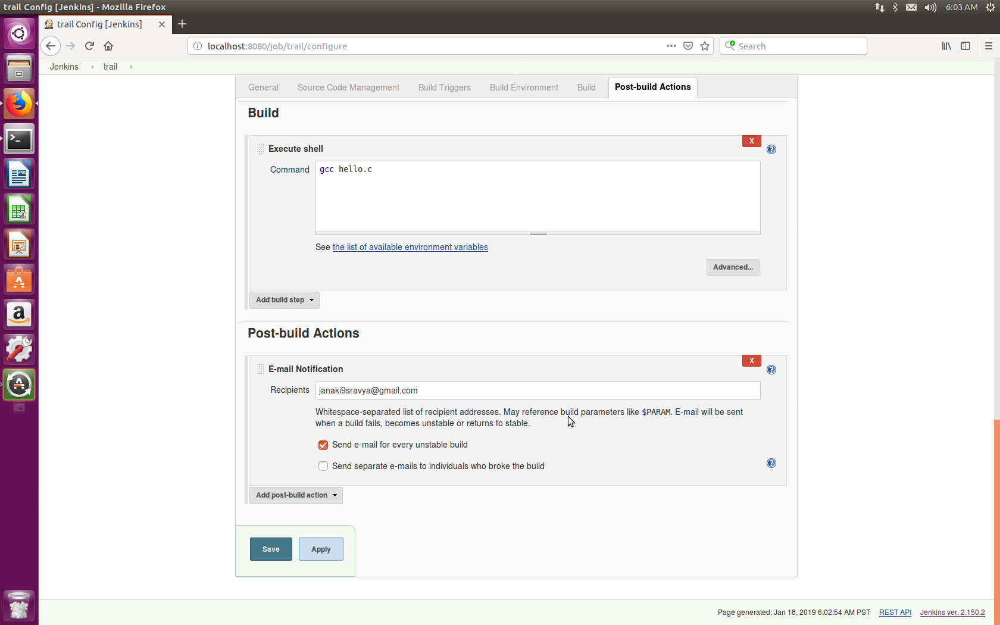 trail Config [Jenkins] - Mozilla Firefox
6:03 AM
trail Config [Jenkins]
localhost:8080/job/trail/configure
Search
Jenkins trail
General Source Code Management Build Triggers Build Environment Build Post-build Actions
Build
X
Execute shell
Command gcc hello.c
See the list of available environment variables
Advanced...
Add build step
Post-build Actions
X
E-mail Notification
Recipients janaki9sravya@gmail.com
Whitespace-separated list of recipient addresses. May reference build parameters like $PARAM. E-mail will be sent
when a build fails, becomes unstable or returns to stable.
Send e-mail for every unstable build
Send separate e-mails to individuals who broke the build
Add post-build action
Save Apply
Page generated: Jan 18, 2019 6:02:54 AM PST REST API Jenkins ver. 2.150.2